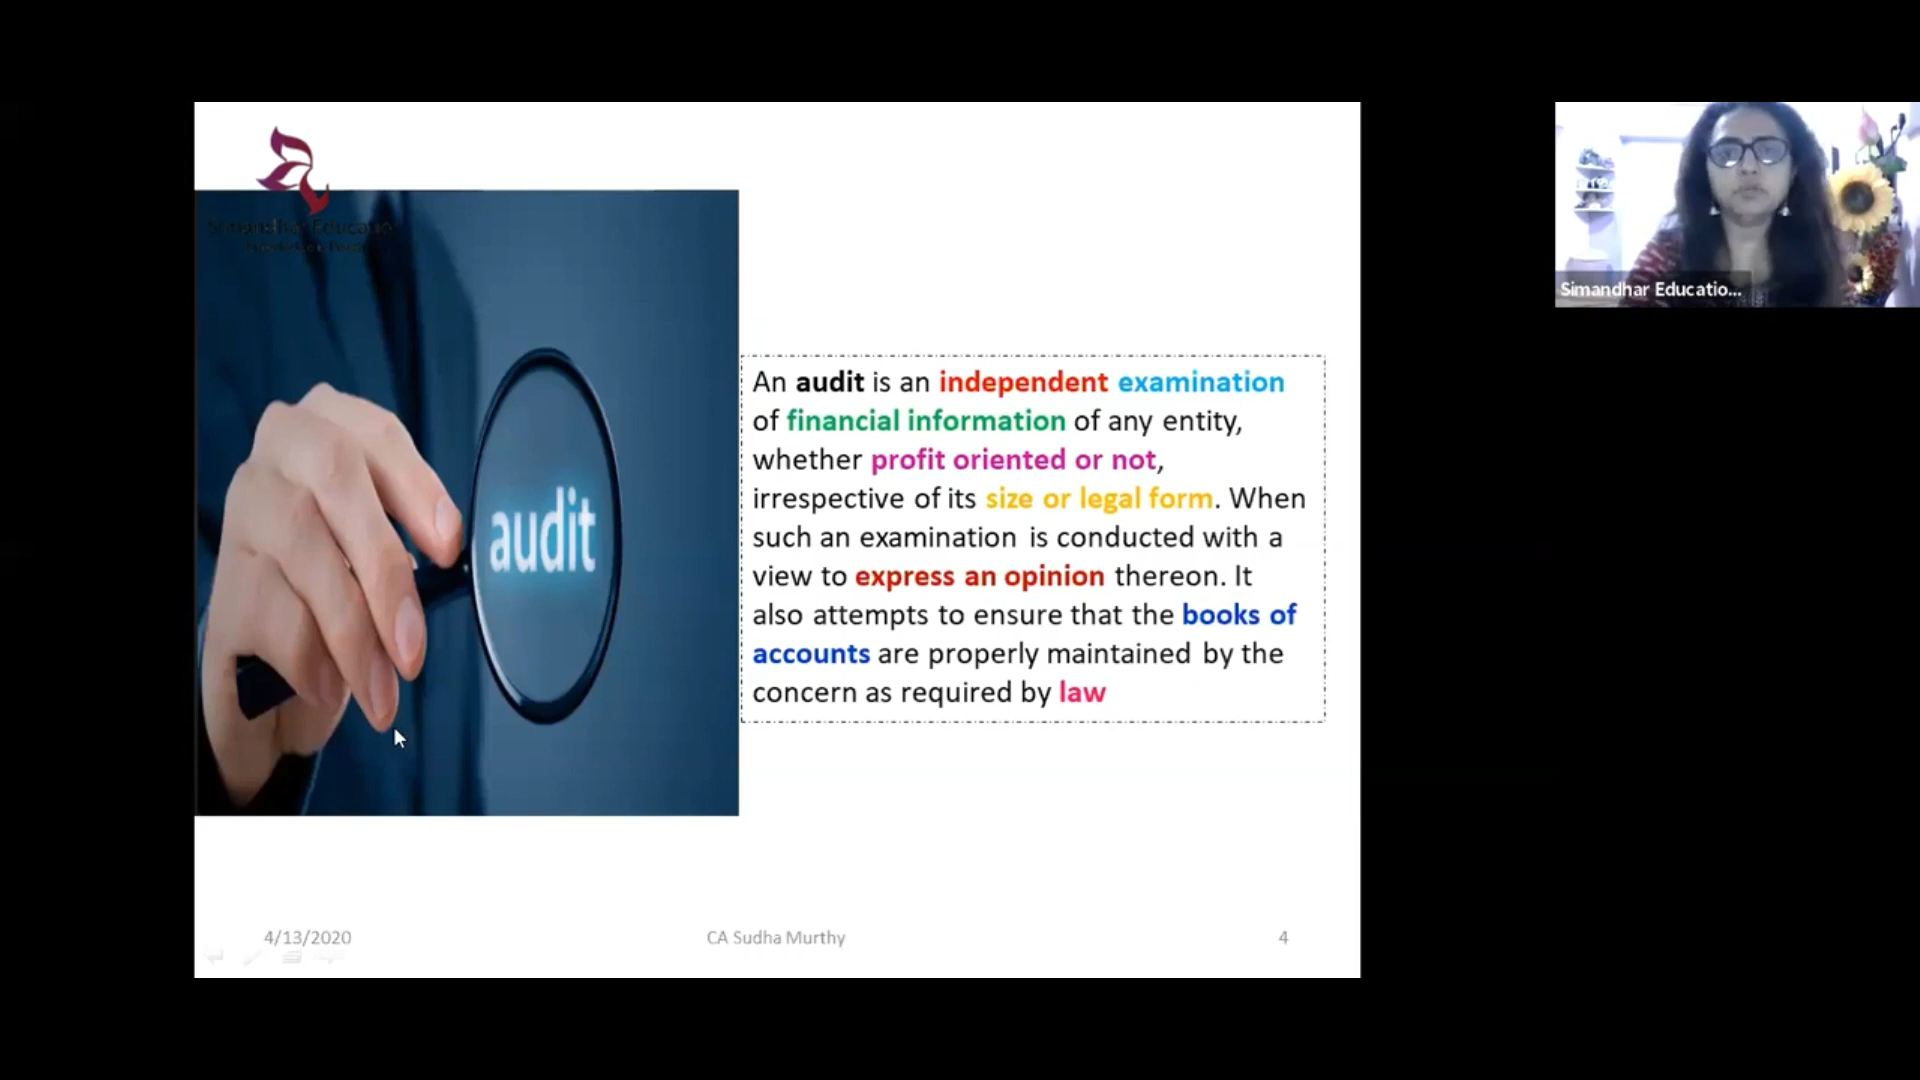 Simandhar Education
audit
An audit is an independent examination
of financial information of any entity,
whether profit oriented or not,
irrespective of its size or legal form. When
such an examination is conducted with a
view to express an opinion thereon. It
also attempts to ensure that the books of
accounts are properly maintained by the
concern as required by law
4/13/2020
CA Sudha Murthy
4
Simandhar Educatio...